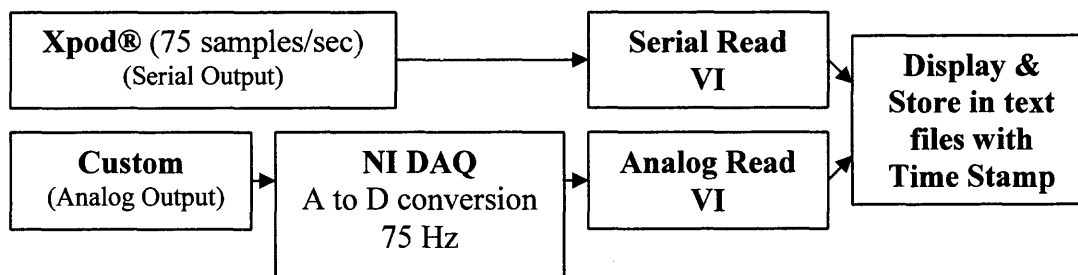 Xpod® (75 samples/sec)
(Serial Output)
Serial Read
VI
Display &
Store in text
files with
Time Stamp
Custom
(Analog Output)
NI DAQ
A to D conversion
75 Hz
Analog Read
VI